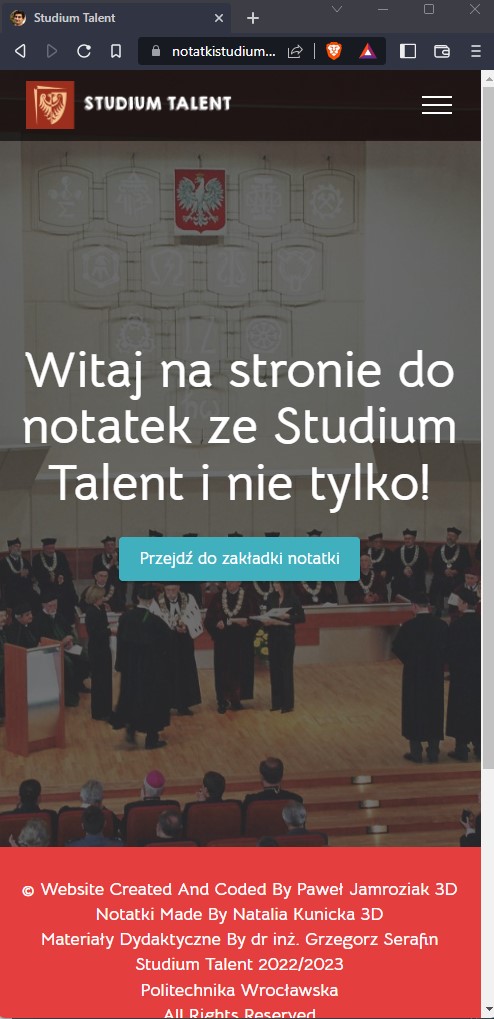 Studium Talent
notatkistudium...
STUDIUM TALENT
Witaj na stronie do
notatek ze Studium
Talent i nie tylko!
Przejdź do zakładki notatki
© Website Created And Coded By Paweł Jamroziak 3D
Notatki Made By Natalia Kunicka 3D
Materiały Dydaktyczne By dr inż. Grzegorz Serafin
Studium Talent 2022/2023
Politechnika Wrocławska
All Rights Reserved